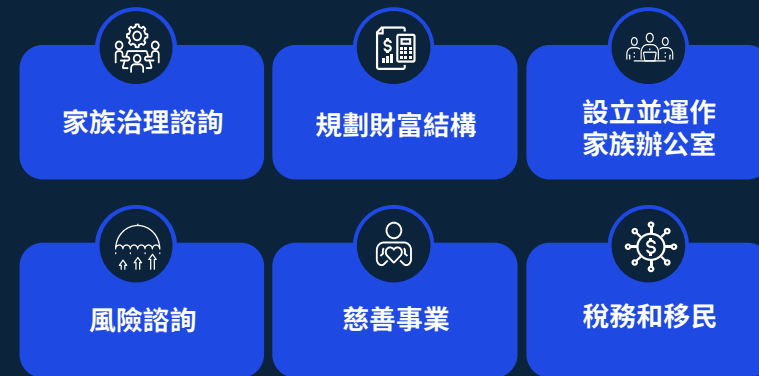 家族治理諮詢
規劃財富結構
設立並運作
家族辦公室
風險諮詢
慈善事業
稅務和移民